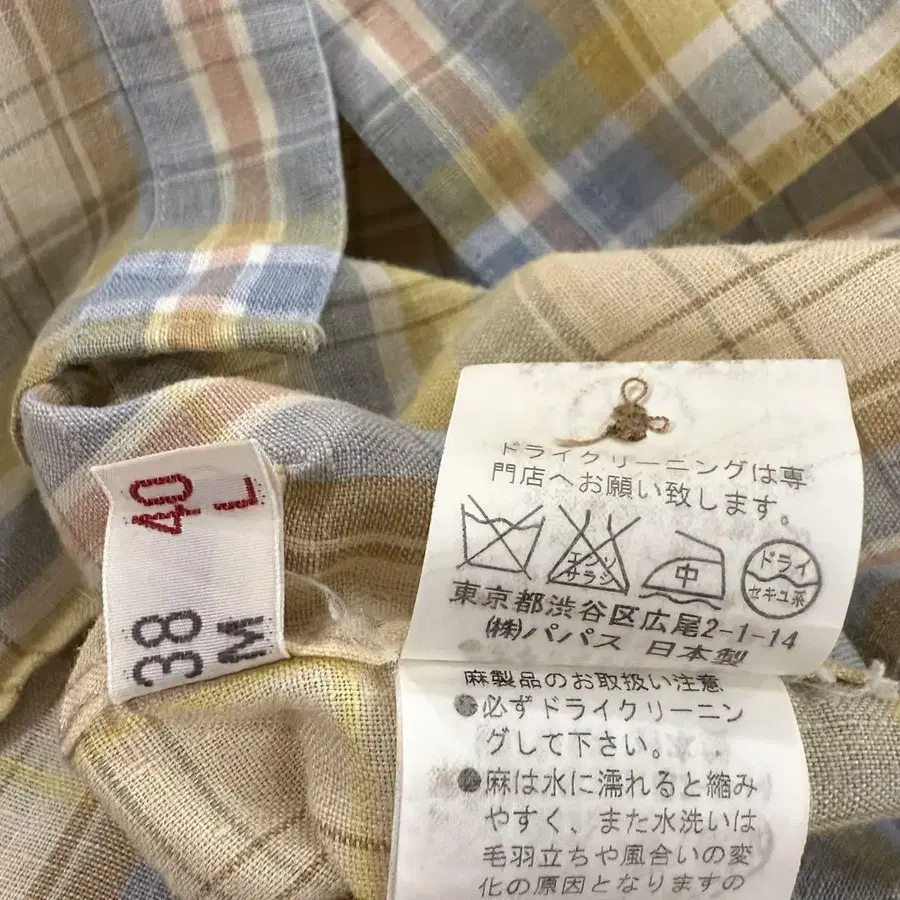 40
L
38
M
ドライクリーニングは専
門店へお願い致します。
エンソ
サラシ
中
ドライ
セキユ系
東京都渋谷区広尾2-1-14
㈱パパス 日本製
麻製品のお取扱い注意
●必ずドライクリーニン
グして下さい。
●麻は水に濡れると縮み
やすく、また水洗いは
毛羽立ちや風合いの変
化の原因となりますの